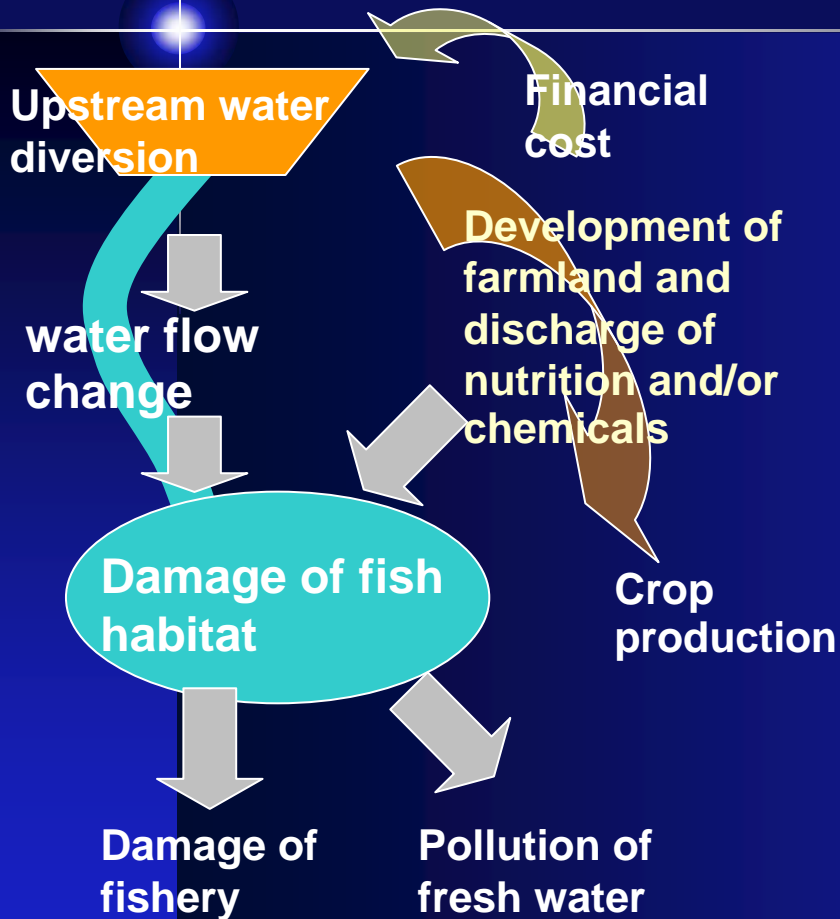 Upstream water
diversion
Financial
cost
Development of
farmland and
discharge of
nutrition and/or
chemicals
water flow
change
Damage of fish
habitat
Crop
production
Damage of
fishery
Pollution of
fresh water